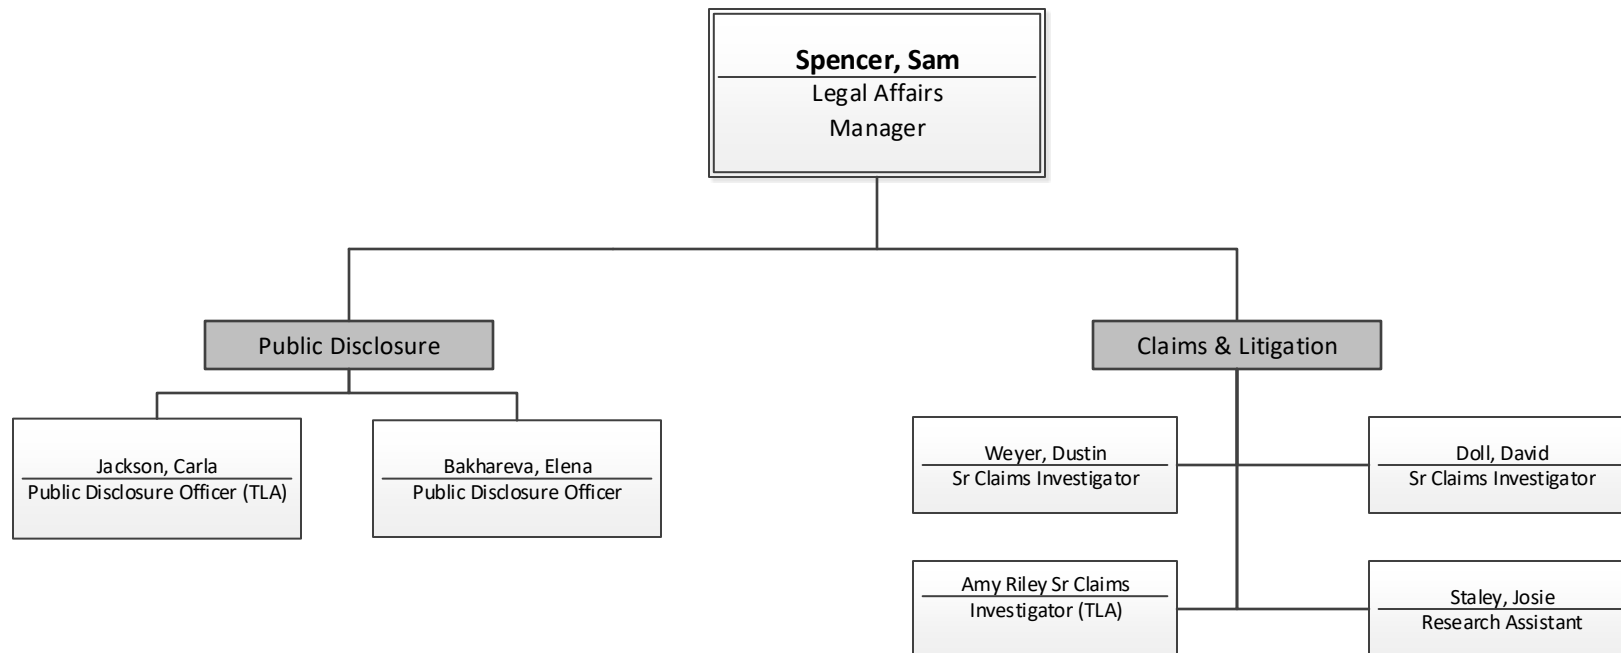 Spencer, Sam
Legal Affairs
Manager
Public Disclosure
Claims & Litigation
Jackson, Carla
Public Disclosure Officer (TLA)
Bakhareva, Elena
Public Disclosure Officer
Weyer, Dustin
Sr Claims Investigator
Doll, David
Sr Claims Investigator
Amy Riley Sr Claims
Investigator (TLA)
Staley, Josie
Research Assistant